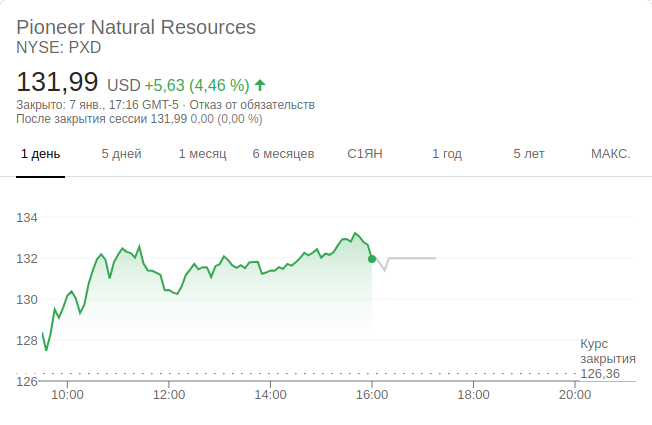 Pioneer Natural Resources
NYSE: PXD
131,99 USD +5,63 (4,46 %)
Закрыто: 7 янв., 17:16 GMT-5 · Отказ от обязательств
После закрытия сессии 131,99 0,00 (0,00 %)
1 день 5 дней 1 месяц 6 месяцев С1ЯН 1 год 5 лет МАКС.
134
132
130
128
Курс
закрытия
126,36
126
10:00 12:00 14:00 16:00 18:00 20:00